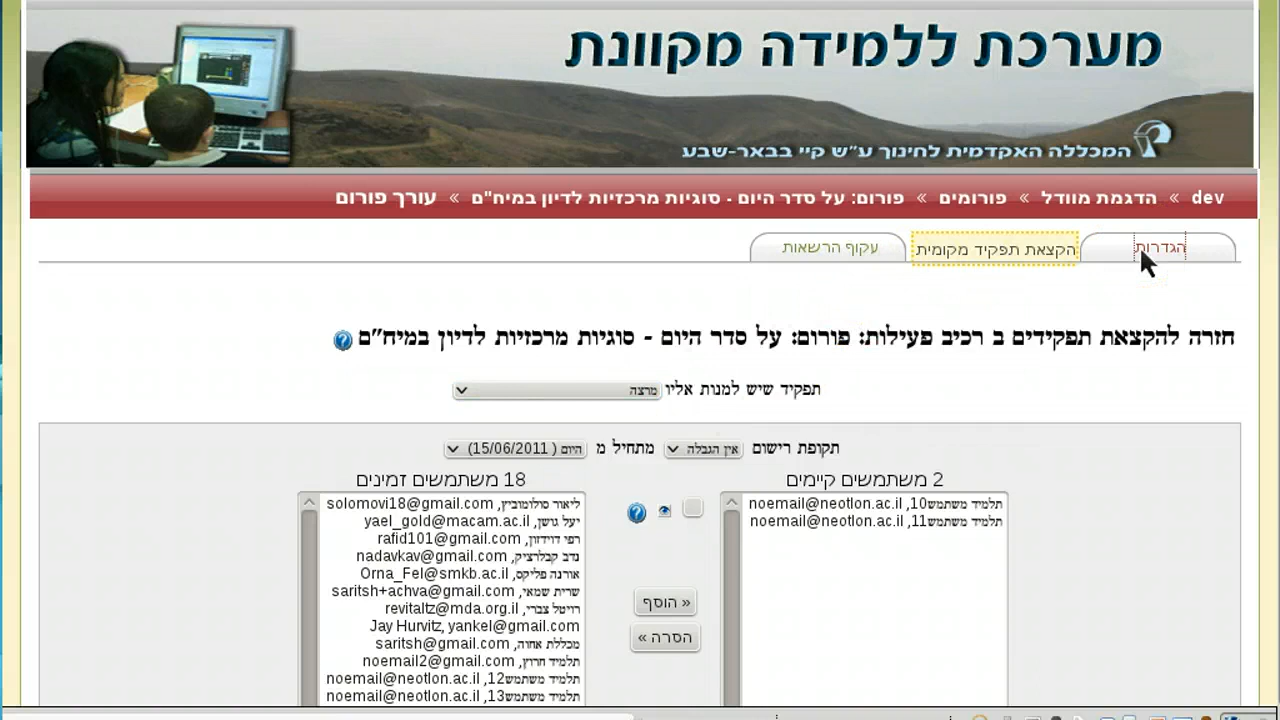 מערכת ללמידה מקוונת
המכללה האקדמית לחינוך ע"ש קיי בבאר-שבע
dev » הדגמת מוודל » פורומים » פורום: על סדר היום - סוגיות מרכזיות לדיון במיח"ם » עורך פורום
הגדרות
הקצאת תפקיד מקומית
עקוף הרשאות
חזרה להקצאת תפקידים ב רכיב פעילות: פורום: על סדר היום - סוגיות מרכזיות לדיון במיח"ם
תפקיד שיש למנות אליו מרצה
תקופת רישום אין הגבלה מתחיל מ היום ( 15/06/2011)
2 משתמשים קיימים
תלמיד משתמש10, noemail@neotlon.ac.il
תלמיד משתמש11, noemail@neotlon.ac.il
« הוסף
הסרה »
18 משתמשים זמינים
ליאור סולומוביץ, solomovi18@gmail.com
יעל גושן, yael_gold@macam.ac.il
רפי דוידזון, rafid101@gmail.com
נדב קבלרציק, nadavkav@gmail.com
אורנה פליקס, Orna_Fel@smkb.ac.il
שרית שמאי, saritsh+achva@gmail.com
רויטל צברי, revitaltz@mda.org.il
Jay Hurvitz, yankel@gmail.com
מכללת אחוה, saritsh@gmail.com
תלמיד חרוץ, noemail2@gmail.com
תלמיד משתמש12, noemail@neotlon.ac.il
תלמיד משתמש13, noemail@neotlon.ac.il